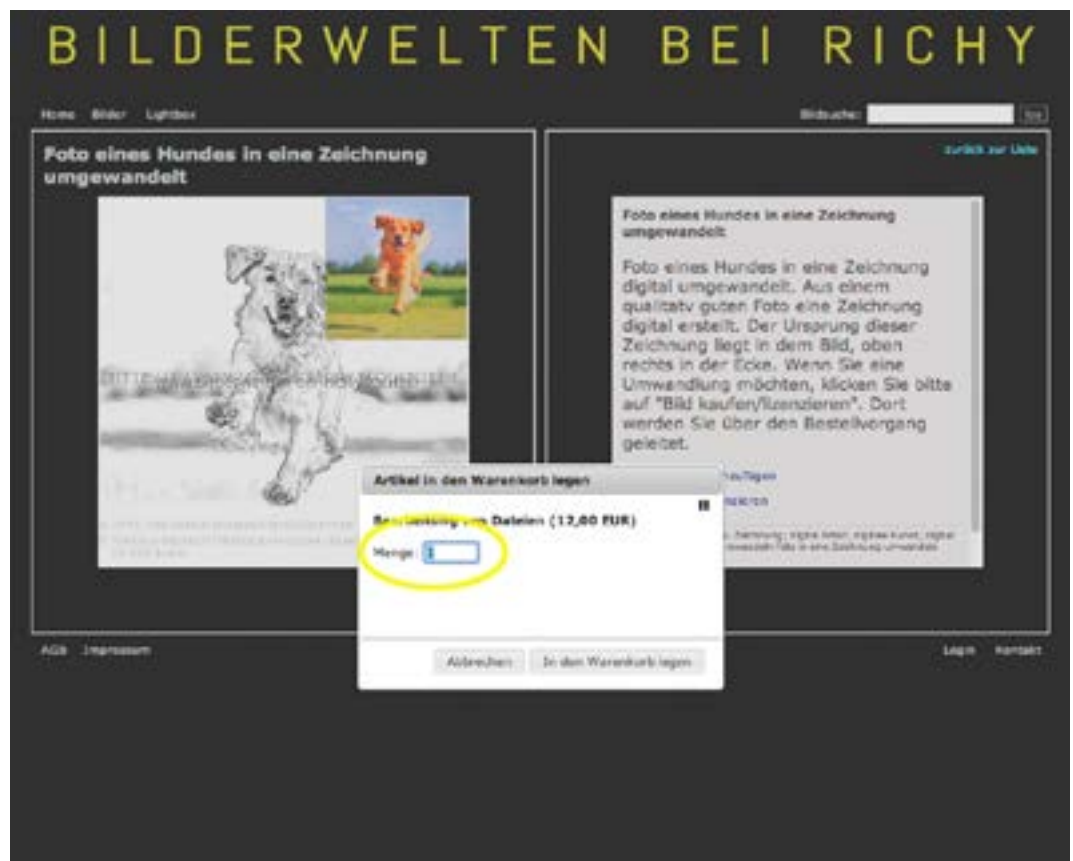 BILDERWELTEN BEI RICHY
Home Bilder Lightbox
Bildsuche:
Foto eines Hundes in eine Zeichnung
umgewandelt
zurück zur Liste
Foto eines Hundes in eine Zeichnung
umgewandelt
Foto eines Hundes in eine Zeichnung
digital umgewandelt. Aus einem
qualitatv guten Foto eine Zeichnung
digital erstellt. Der Ursprung dieser
Zeichnung liegt in dem Bild, oben
rechts in der Ecke. Wenn Sie eine
Umwandlung möchten, klicken Sie bitte
auf "Bild kaufen/lizenzieren". Dort
werden Sie über den Bestellvorgang
geleitet.
Artikel in den Warenkorb legen
Bearbeitung von Dateien (12,00 EUR)
Menge: 1
Abbrechen In den Warenkorb legen
AGB Impressum
Login Kontakt